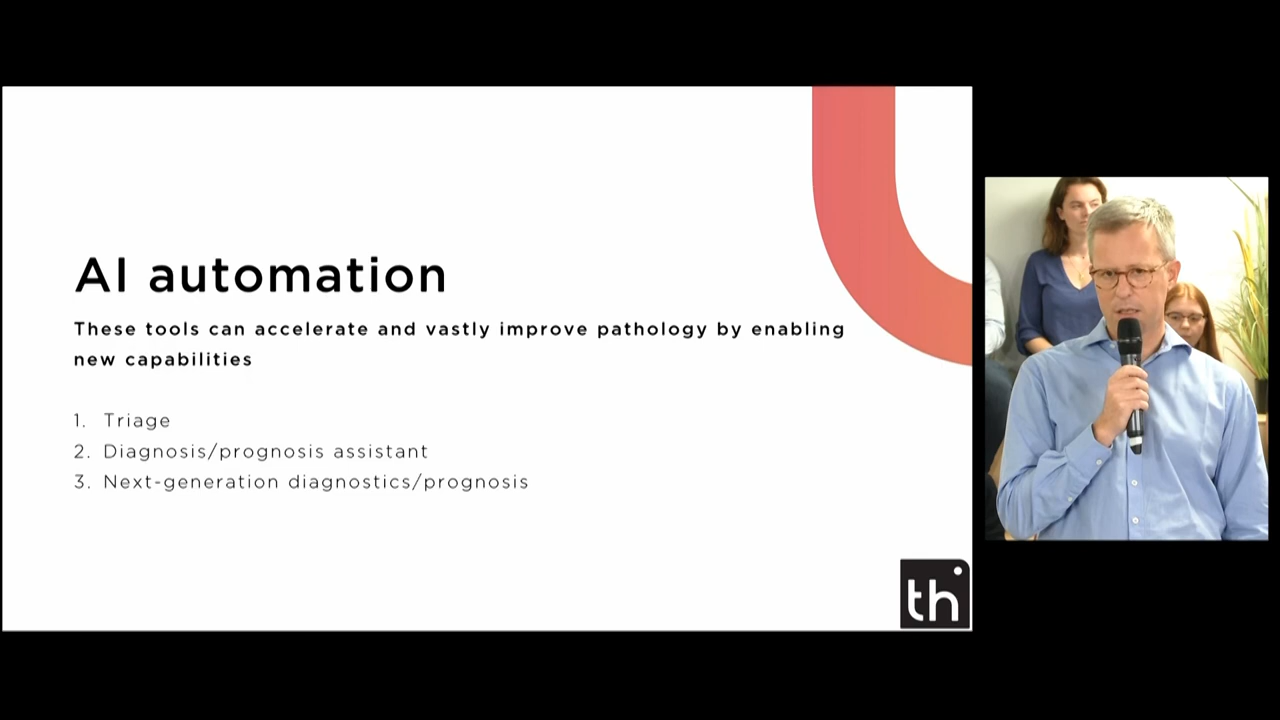 AI automation
These tools can accelerate and vastly improve pathology by enabling
new capabilities
1. Triage
2. Diagnosis/prognosis assistant
3. Next-generation diagnostics/prognosis
th